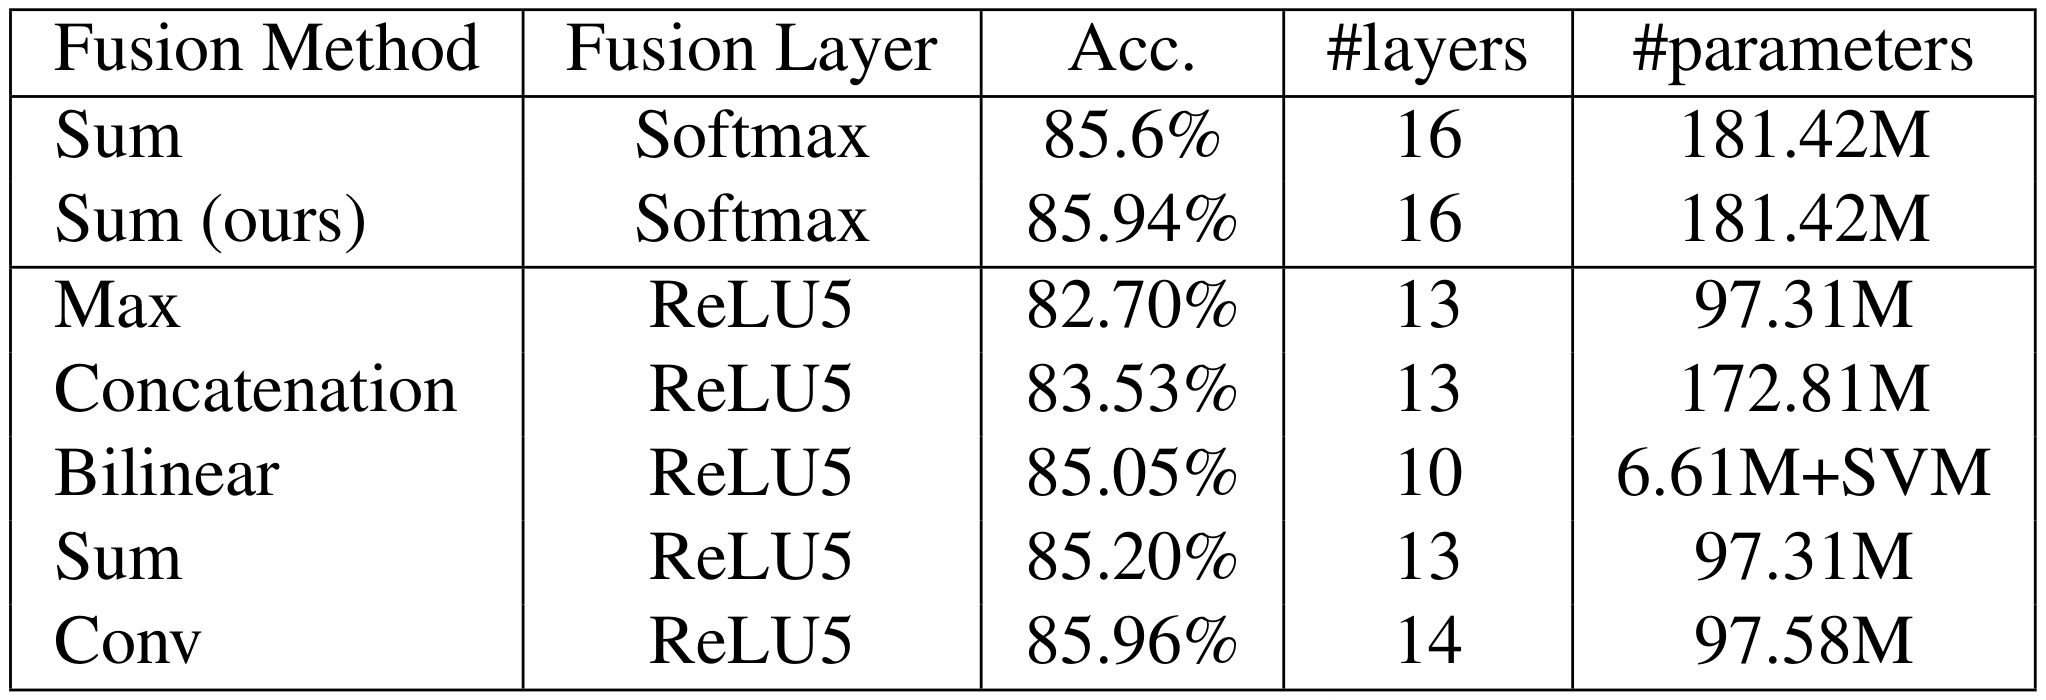 Fusion Method Fusion Layer Acc. #layers #parameters
Sum Softmax 85.6% 16 181.42M
Sum (ours) Softmax 85.94% 16 181.42M
Max ReLU5 82.70% 13 97.31M
Concatenation ReLU5 83.53% 13 172.81M
Bilinear ReLU5 85.05% 10 6.61M+SVM
Sum ReLU5 85.20% 13 97.31M
Conv ReLU5 85.96% 14 97.58M